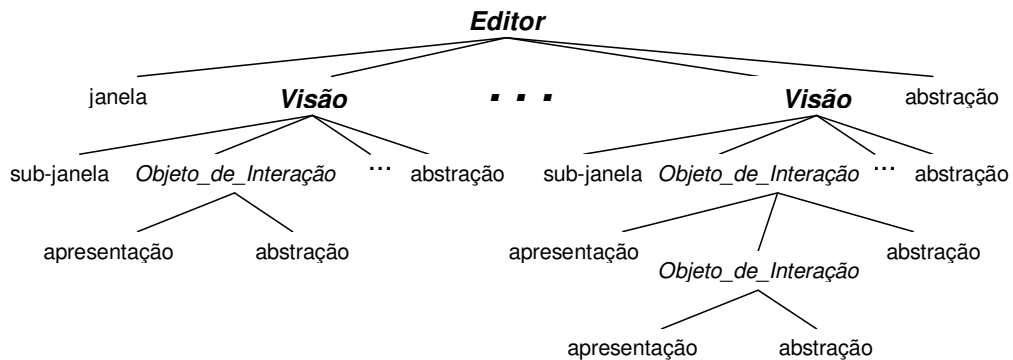 Editor
janela Visão ... Visão abstração
sub-janela Objeto_de_Interação ... abstração sub-janela Objeto_de_Interação ... abstração
apresentação abstração apresentação abstração
Objeto_de_Interação
apresentação abstração